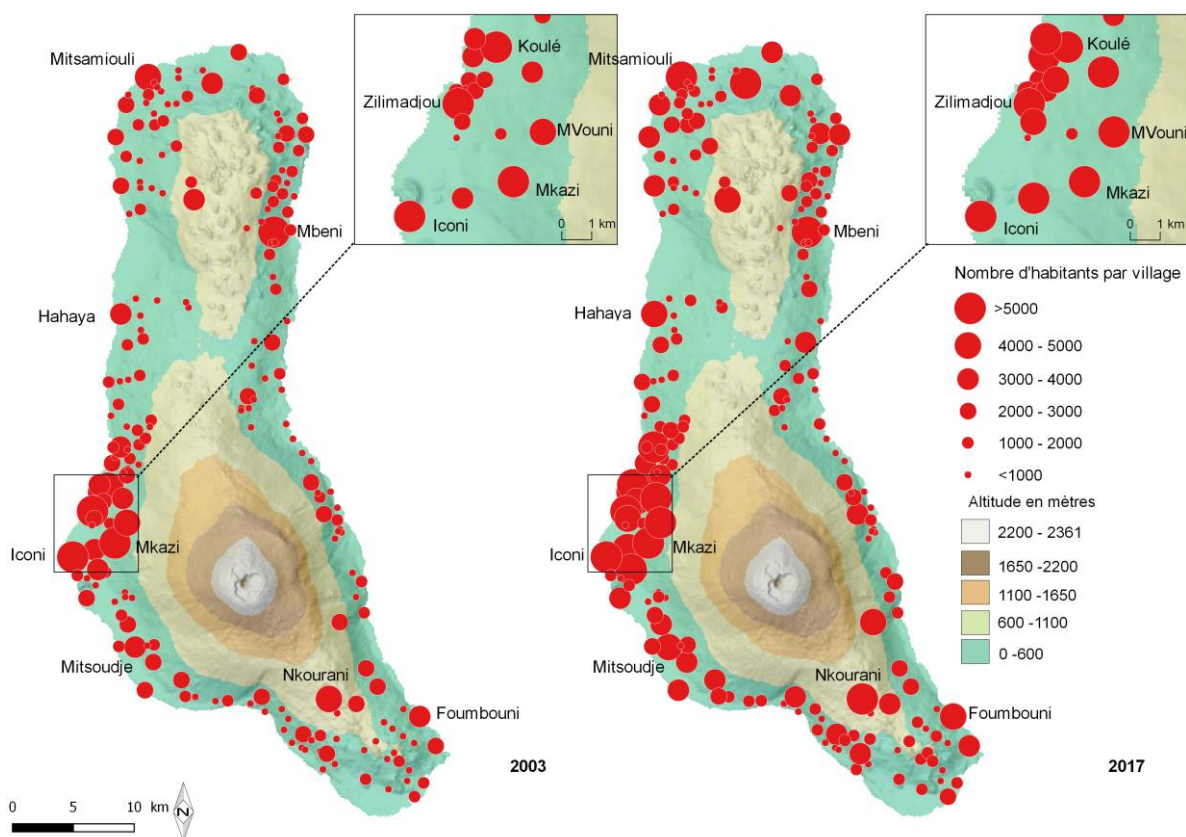 Mitsamiouli
Mbeni
Hahaya
Iconi
Mkazi
Mitsoudje
Nkourani
Foumbouni
2003
Koulé
Zilimadjou
MVouni
Mkazi
Iconi
0 1 km
Mitsamiouli
Mbeni
Hahaya
Iconi
Mkazi
Mitsoudje
Nkourani
Foumbouni
2017
Koulé
Zilimadjou
MVouni
Mkazi
Iconi
0 1 km
Nombre d'habitants par village
>5000
4000 - 5000
3000 - 4000
2000 - 3000
1000 - 2000
<1000
Altitude en mètres
2200 - 2361
1650 -2200
1100 -1650
600 -1100
0 -600
0 5 10 km
N